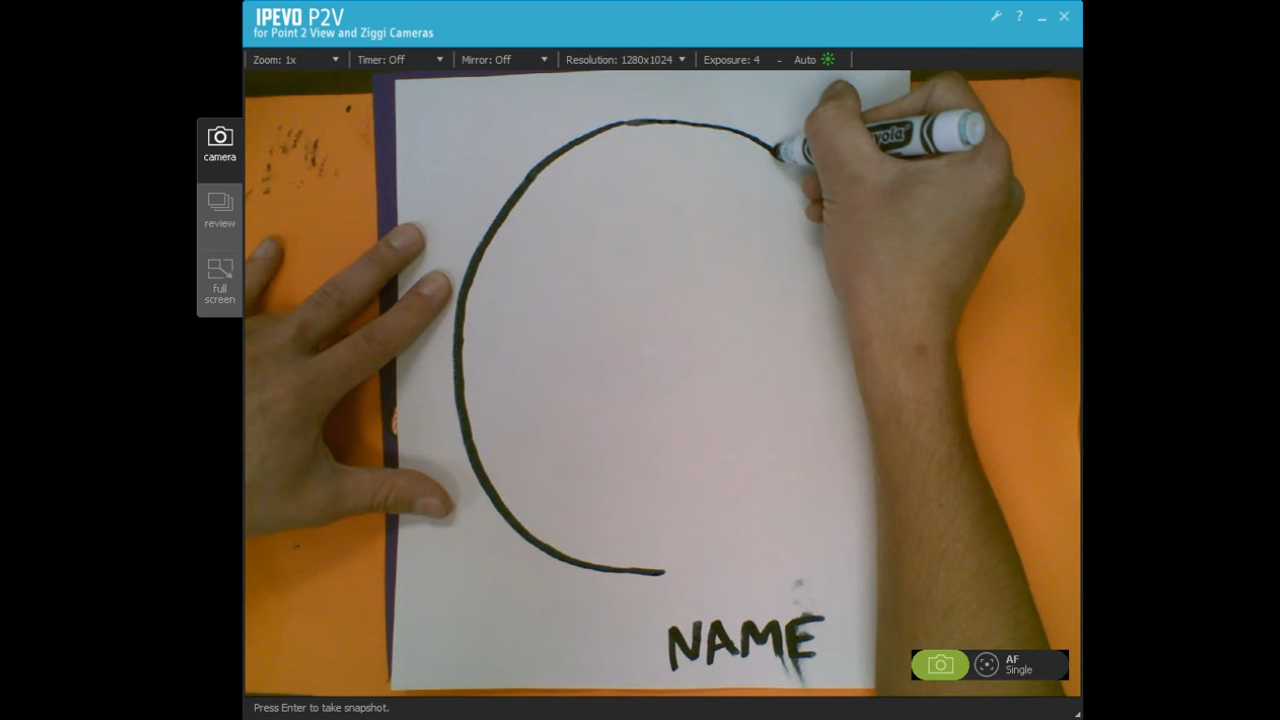 IPEVO P2V
for Point 2 View and Ziggi Cameras
Zoom: 1x Timer: Off Mirror: Off Resolution: 1280x1024 Exposure: 4 - Auto
camera
review
full
screen
NAME
AF
Single
Press Enter to take snapshot.